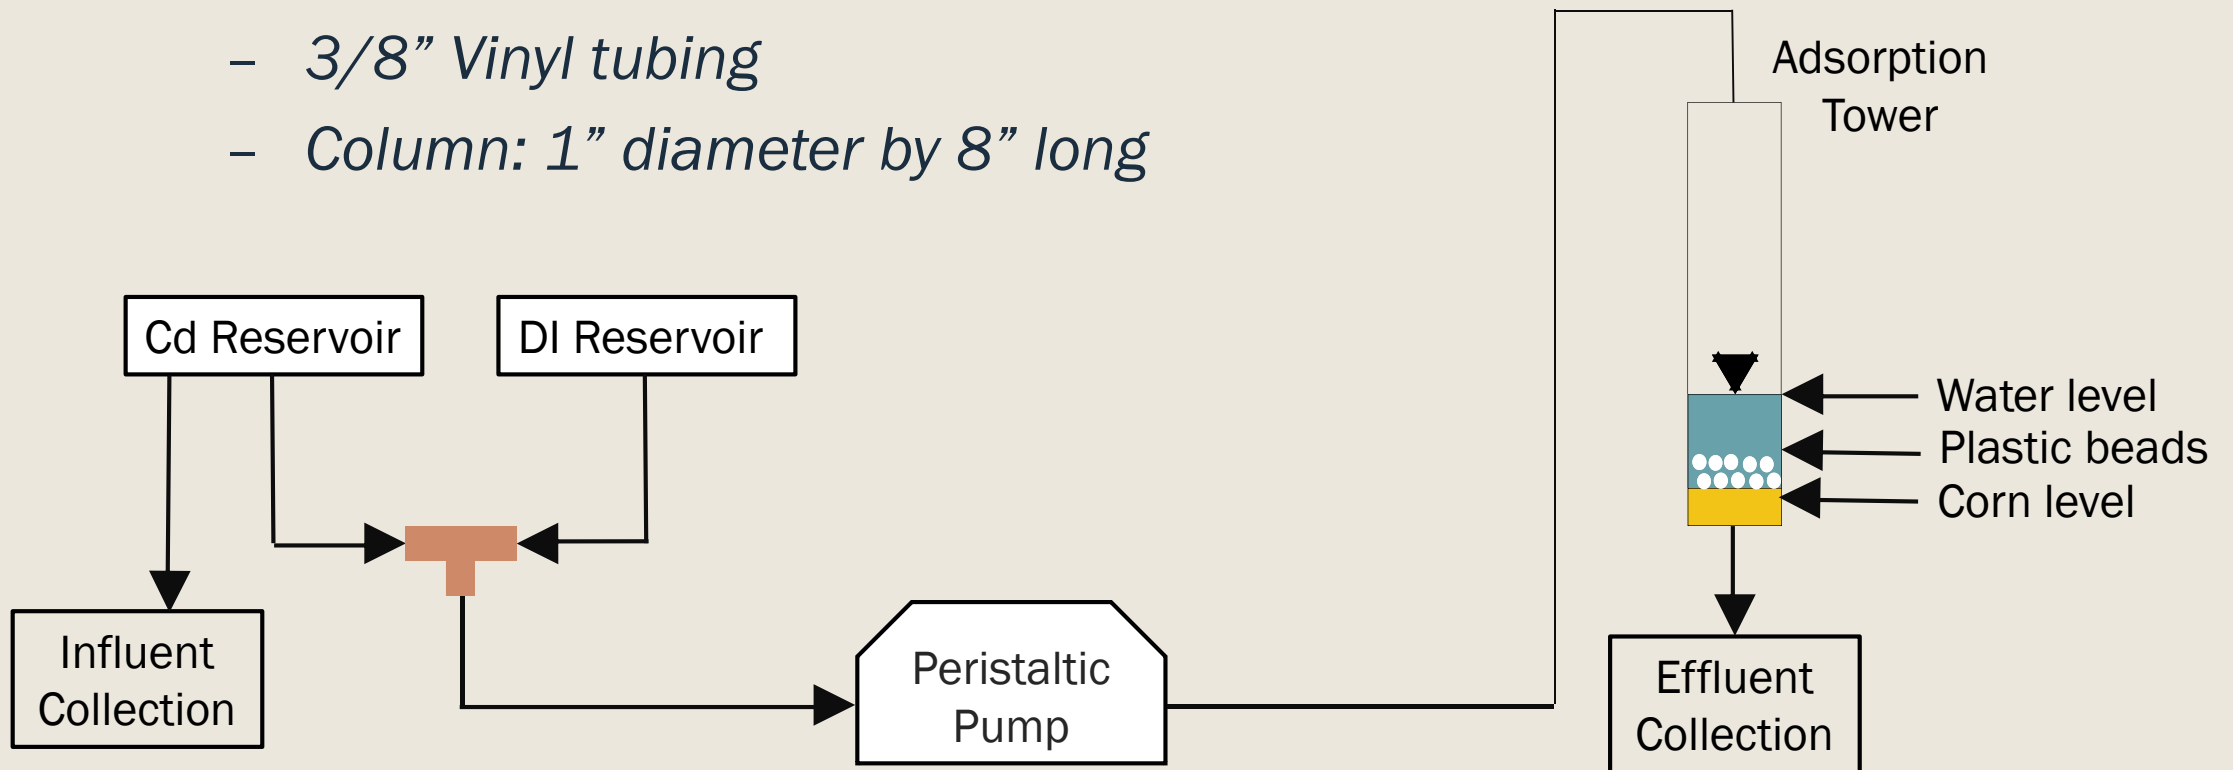 – 3/8” Vinyl tubing
– Column: 1” diameter by 8” long
Adsorption
Tower
Cd Reservoir
DI Reservoir
Water level
Plastic beads
Corn level
Influent
Collection
Peristaltic
Pump
Effluent
Collection